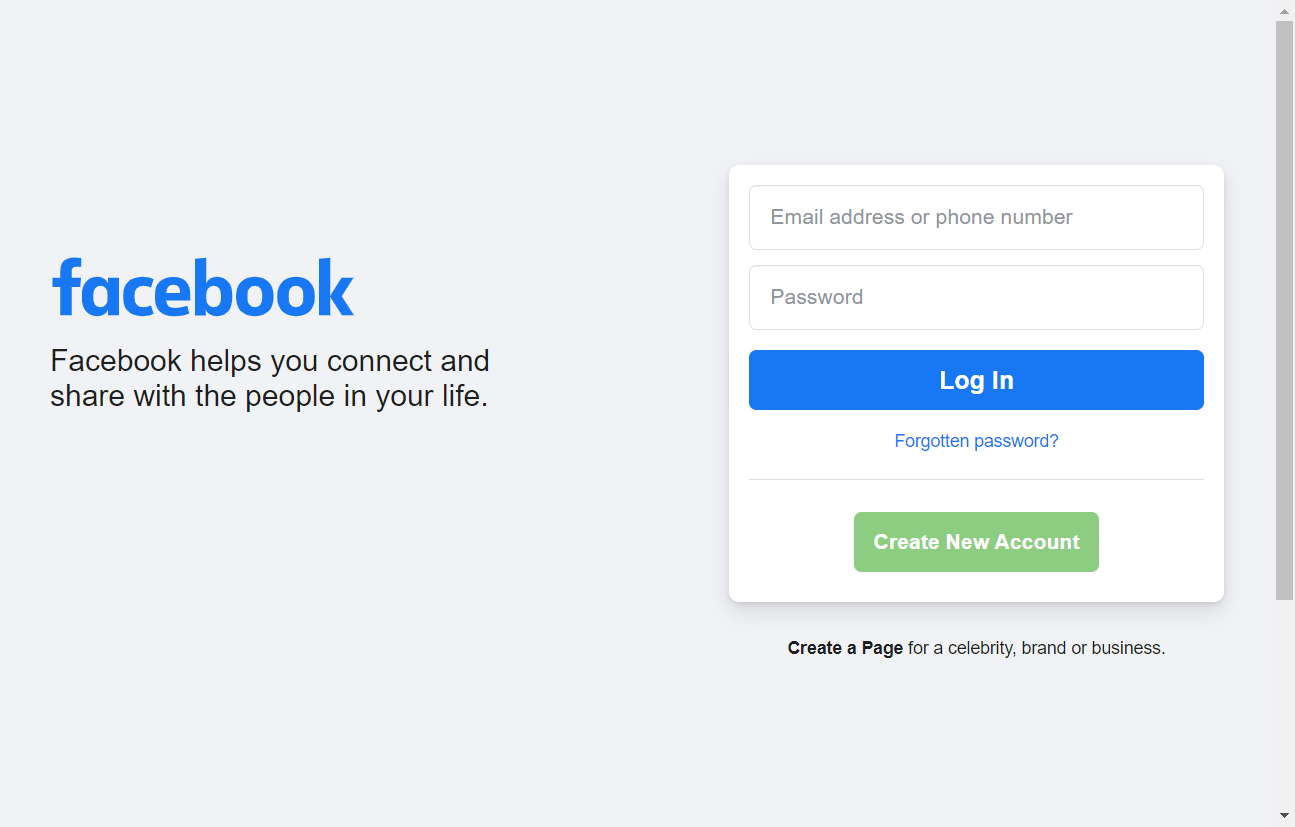 facebook
Facebook helps you connect and
share with the people in your life.
Email address or phone number
Password
Log In
Forgotten password?
Create New Account
Create a Page for a celebrity, brand or business.